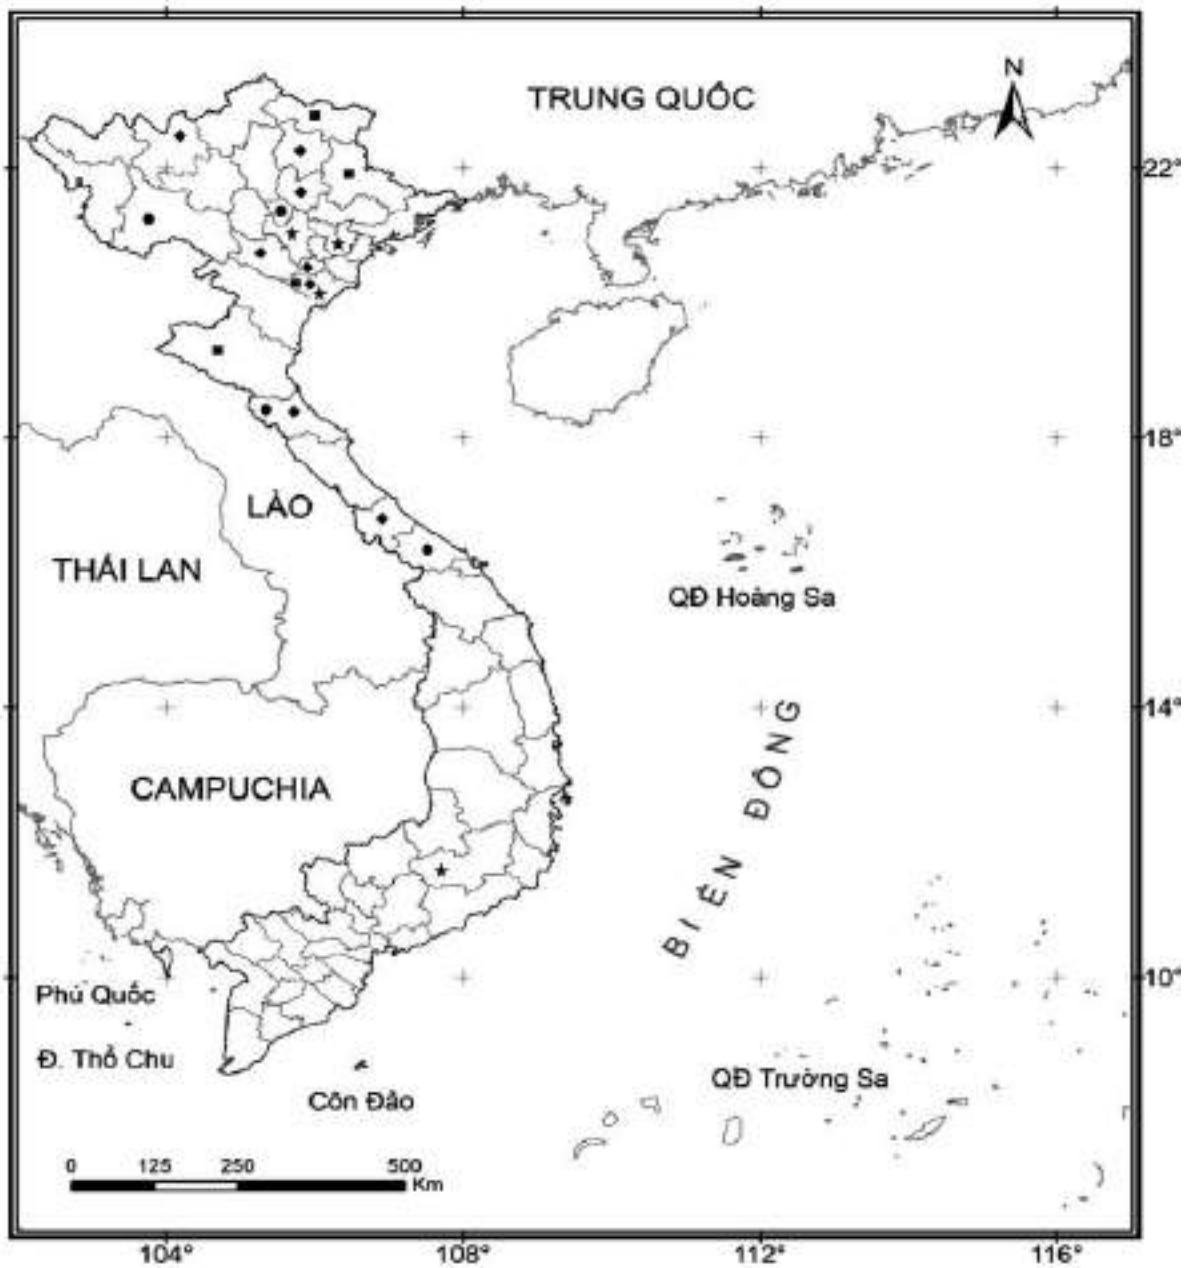 N
TRUNG QUỐC
22°
18°
LÀO
THÁI LAN
QĐ Hoàng Sa
14°
BIỂN ĐÔNG
CAMPUCHIA
10°
Phú Quốc
Đ. Thổ Chu
QĐ Trường Sa
Côn Đảo
0 125 250 500
Km
104° 108° 112° 116°